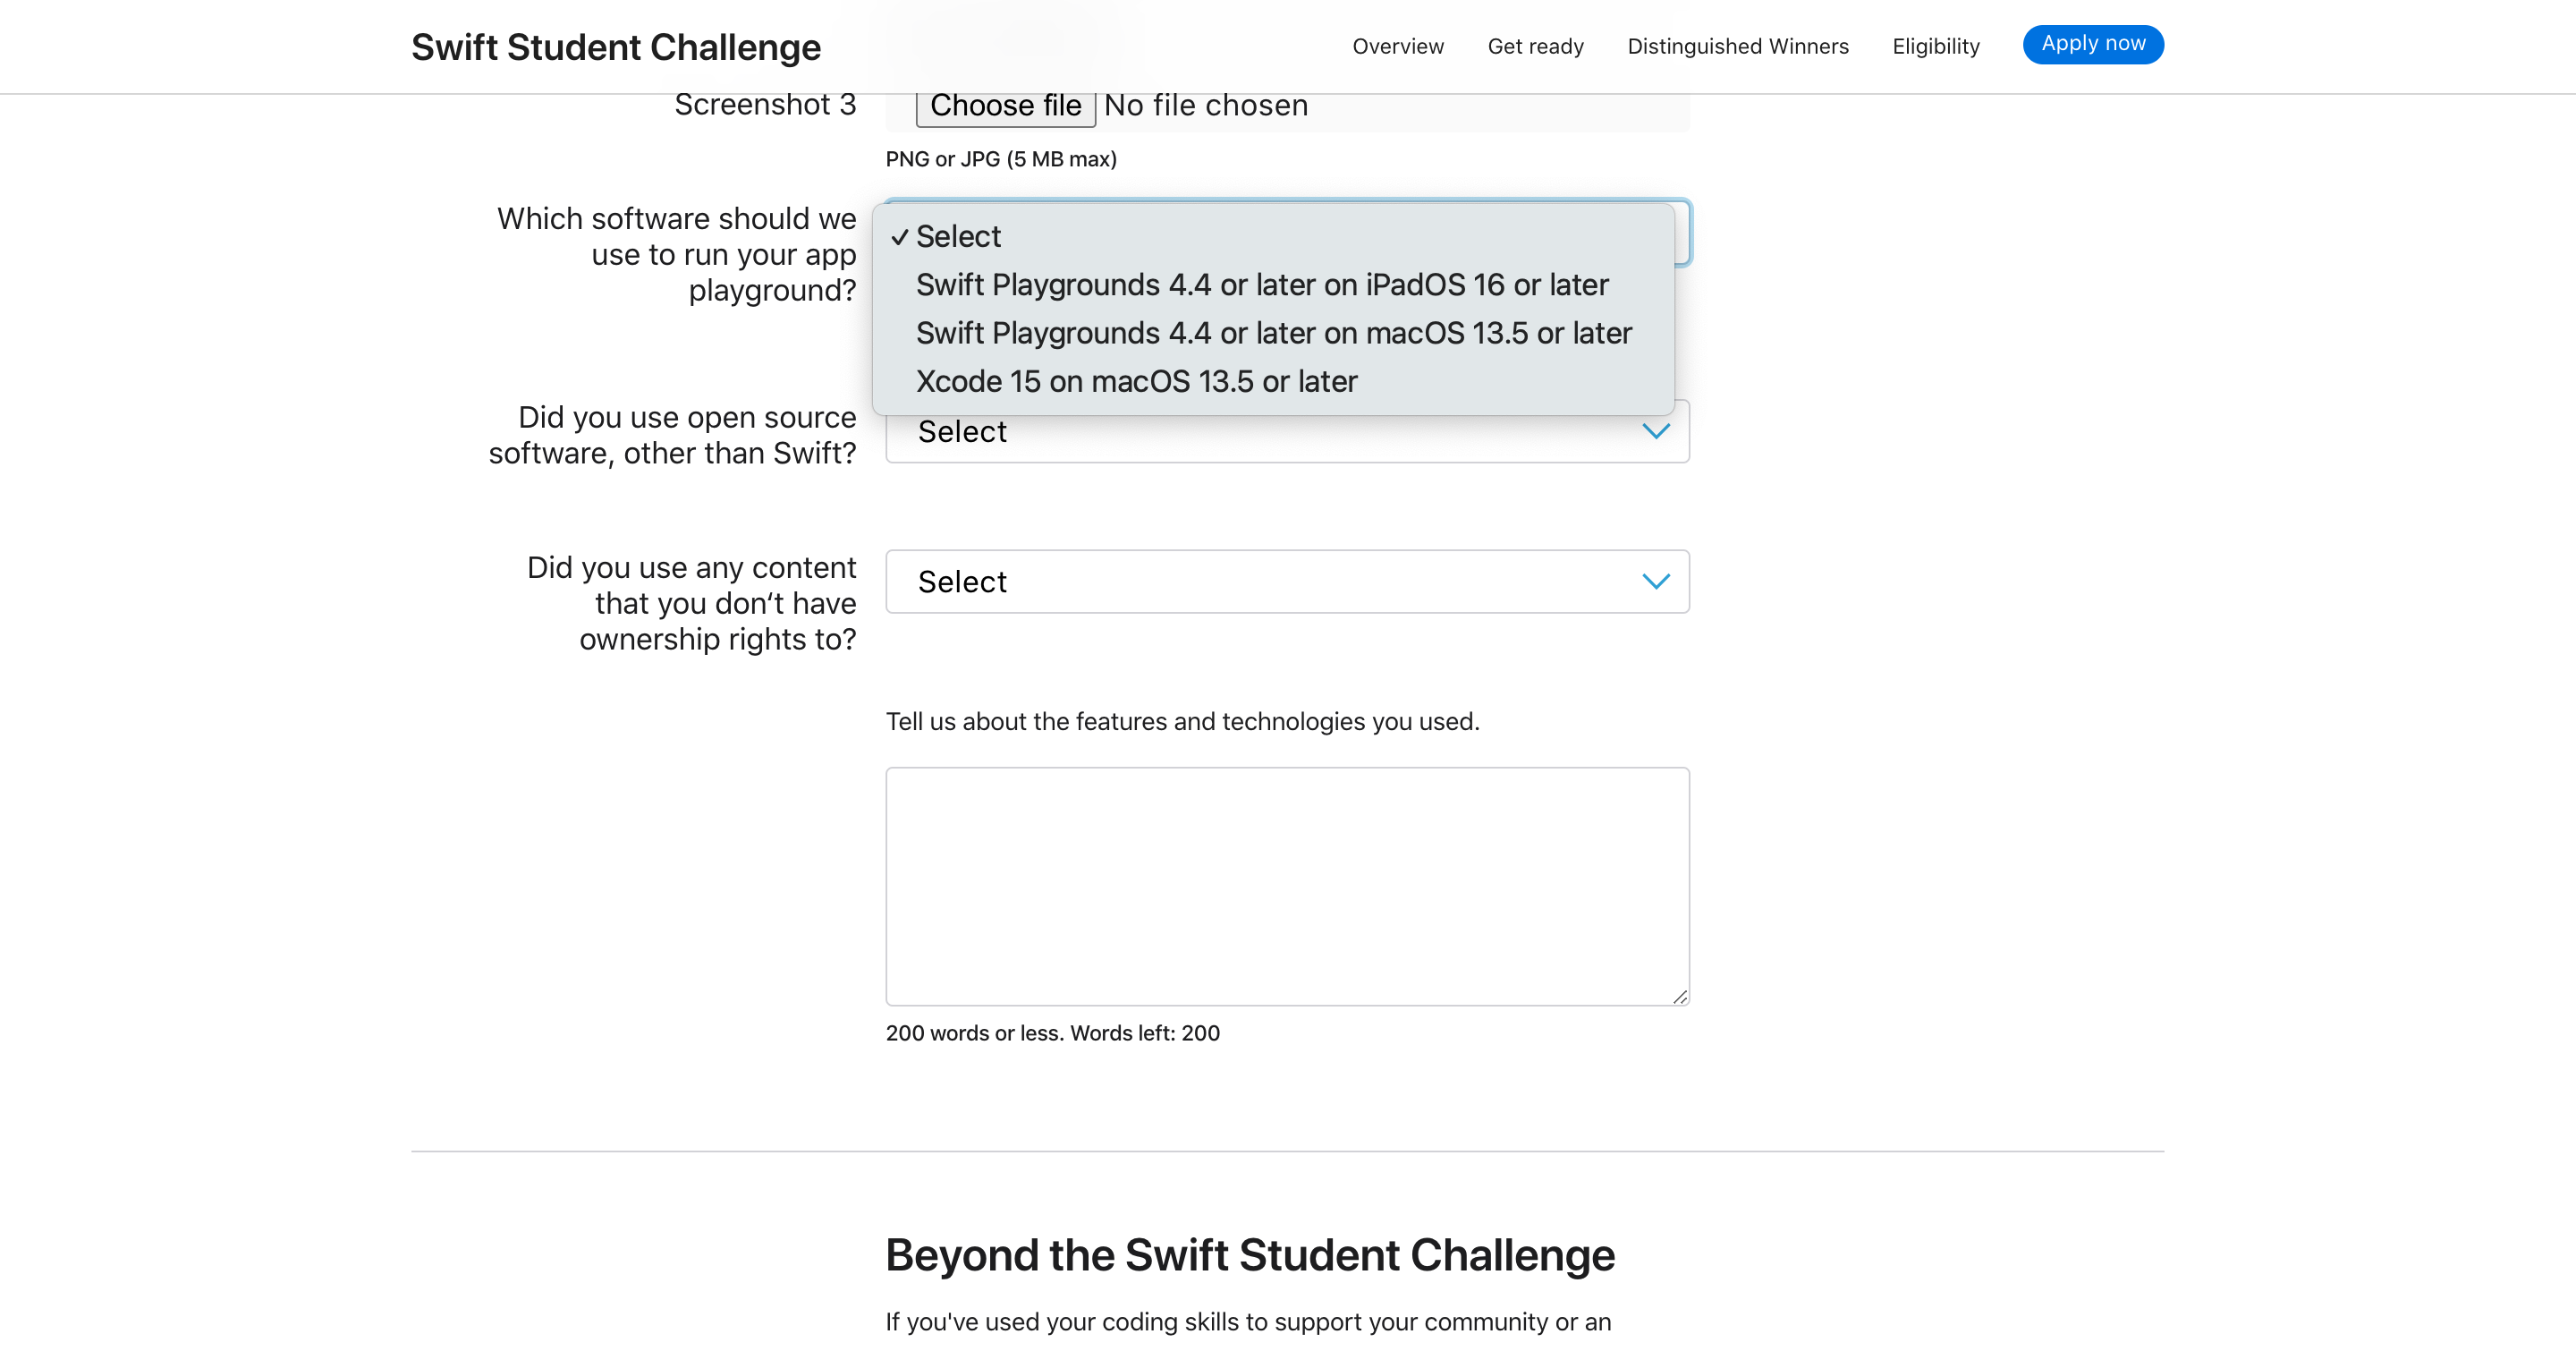 Swift Student Challenge
Overview
Get ready
Distinguished Winners
Eligibility
Apply now
Screenshot 3
Choose file No file chosen
PNG or JPG (5 MB max)
Which software should we
use to run your app
playground?
✓ Select
Swift Playgrounds 4.4 or later on iPadOS 16 or later
Swift Playgrounds 4.4 or later on macOS 13.5 or later
Xcode 15 on macOS 13.5 or later
Did you use open source
software, other than Swift?
Select
Did you use any content
that you don‘t have
ownership rights to?
Select
Tell us about the features and technologies you used.
200 words or less. Words left: 200
Beyond the Swift Student Challenge
If you've used your coding skills to support your community or an